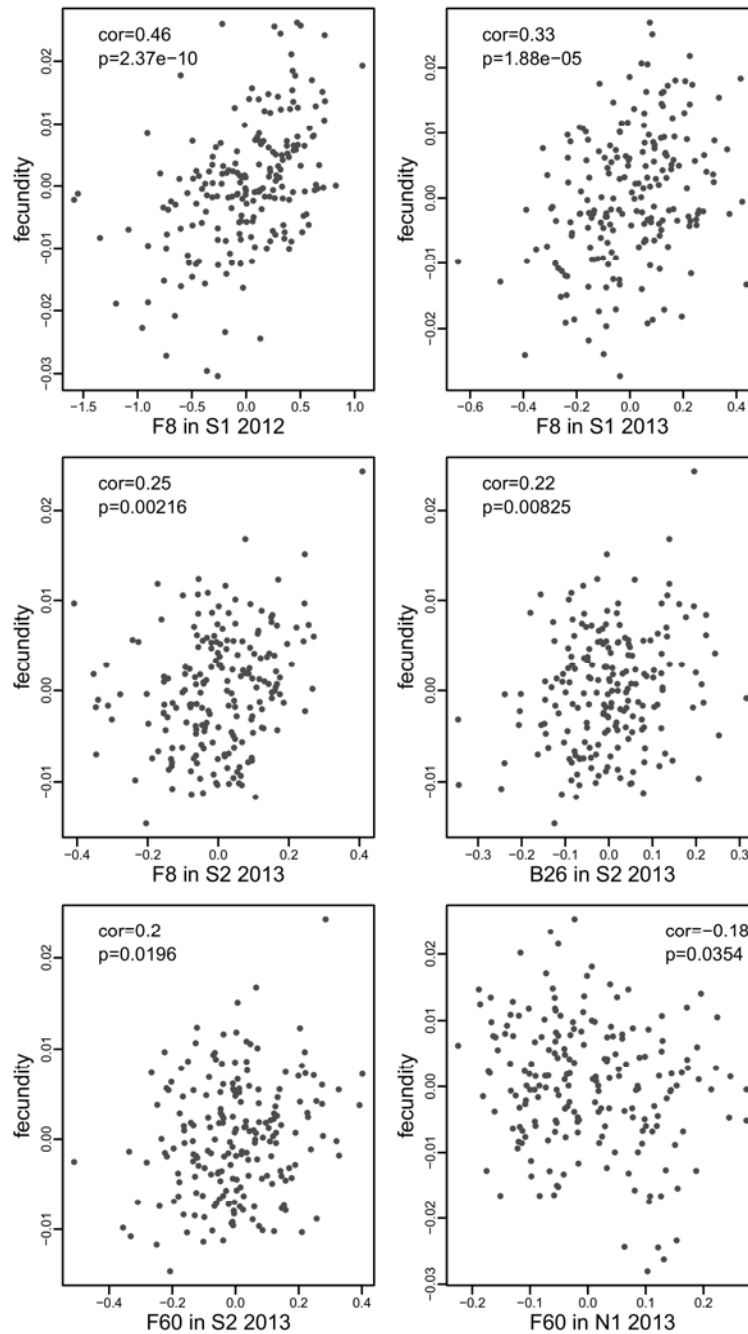 cor=0.46
p=2.37e−10
fecundity
−0.03 −0.02 −0.01 0.00 0.01 0.02
−1.5 −1.0 −0.5 0.0 0.5 1.0
F8 in S1 2012
cor=0.33
p=1.88e−05
fecundity
−0.02 −0.01 0.00 0.01 0.02
−0.6 −0.4 −0.2 0.0 0.2 0.4
F8 in S1 2013
cor=0.25
p=0.00216
fecundity
−0.01 0.00 0.01 0.02
−0.4 −0.2 0.0 0.2 0.4
F8 in S2 2013
cor=0.22
p=0.00825
fecundity
−0.01 0.00 0.01 0.02
−0.3 −0.2 −0.1 0.0 0.1 0.2 0.3
B26 in S2 2013
cor=0.2
p=0.0196
fecundity
−0.01 0.00 0.01 0.02
−0.4 −0.2 0.0 0.2 0.4
F60 in S2 2013
cor=−0.18
p=0.0354
fecundity
−0.03 −0.02 −0.01 0.00 0.01 0.02
−0.2 −0.1 0.0 0.1 0.2
F60 in N1 2013